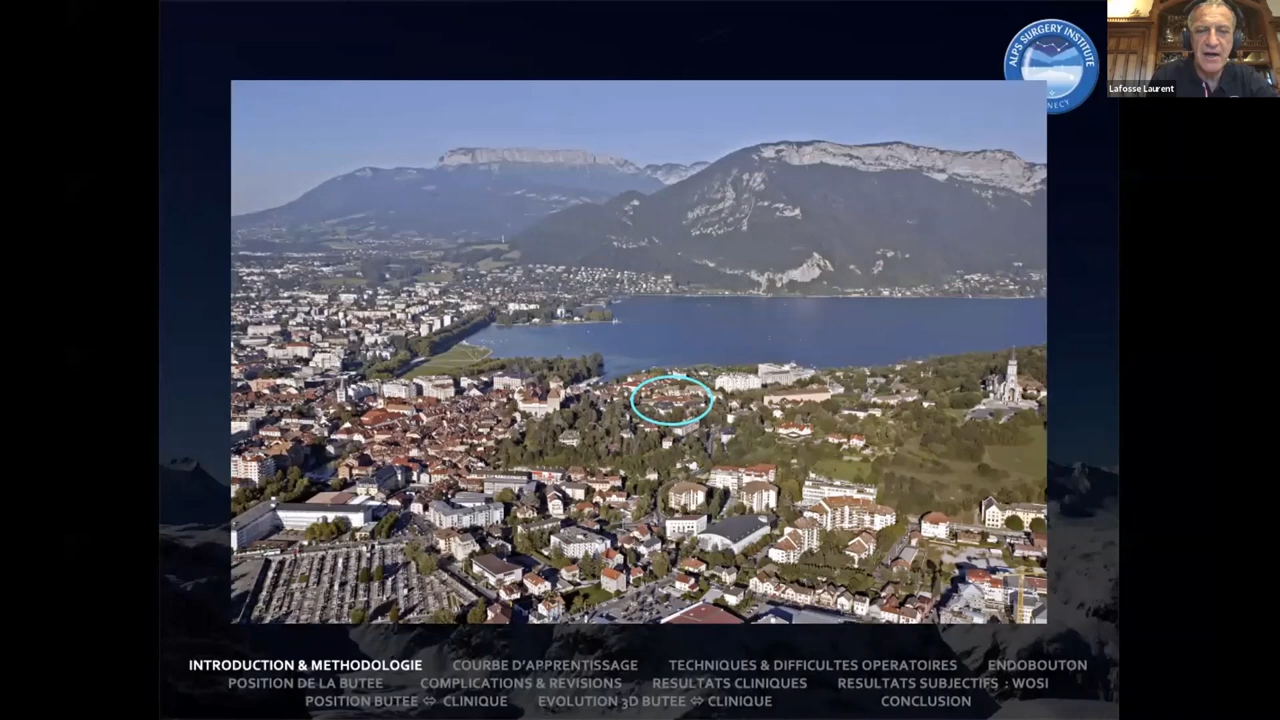 ALPS SURGERY INSTITUTE
NECY
Lafosse Laurent
INTRODUCTION & METHODOLOGIE COURBE D'APPRENTISSAGE TECHNIQUES & DIFFICULTES OPERATOIRES ENDOBOUTON
POSITION DE LA BUTEE COMPLICATIONS & REVISIONS RESULTATS CLINIQUES RESULTATS SUBJECTIFS : WOSI
POSITION BUTEE ⇔ CLINIQUE EVOLUTION 3D BUTEE ⇔ CLINIQUE CONCLUSION